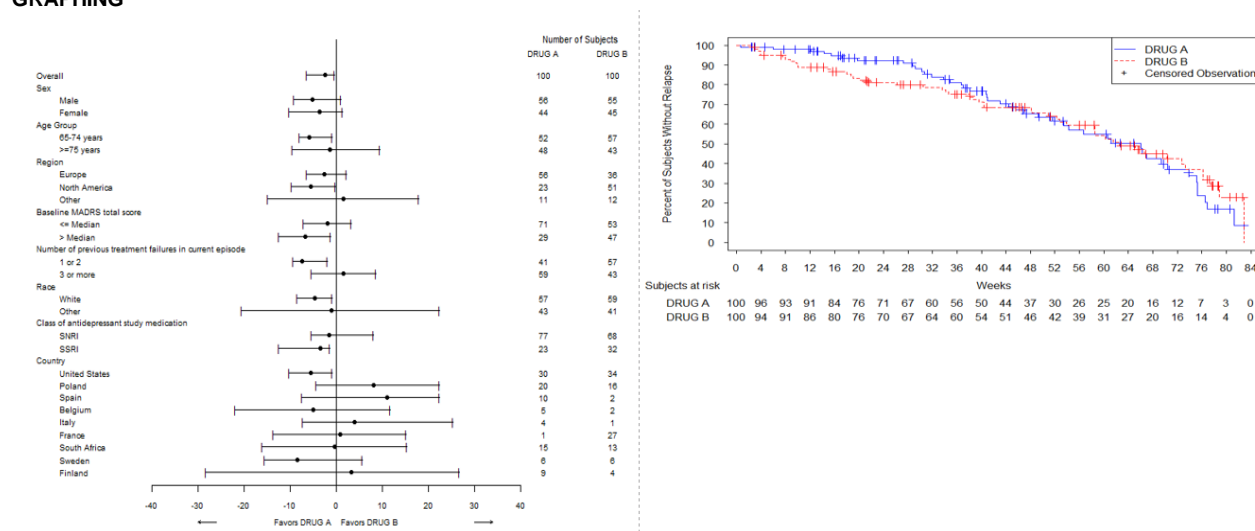 GRAPHING
Number of Subjects
DRUG A DRUG B
Overall 100 100
Sex
Male 56 55
Female 44 45
Age Group
65-74 years 52 57
>=75 years 48 43
Region
Europe 56 36
North America 23 51
Other 11 12
Baseline MADRS total score
<= Median 71 53
> Median 29 47
Number of previous treatment failures in current episode
1 or 2 41 57
3 or more 59 43
Race
White 57 59
Other 43 41
Class of antidepressant study medication
SNRI 77 68
SSRI 23 32
Country
United States 30 34
Poland 20 16
Spain 10 2
Belgium 5 2
Italy 4 1
France 1 27
South Africa 15 13
Sweden 6 6
Finland 9 4
-40 -30 -20 -10 0 10 20 30 40
Favors DRUG A Favors DRUG B
Percent of Subjects Without Relapse
100
90
80
70
60
50
40
30
20
10
0
DRUG A
DRUG B
Censored Observation
0 4 8 12 16 20 24 28 32 36 40 44 48 52 56 60 64 68 72 76 80 84
Subjects at risk Weeks
DRUG A 100 96 93 91 84 76 71 67 60 56 50 44 37 30 26 25 20 16 12 7 3 0
DRUG B 100 94 91 86 80 76 70 67 64 60 54 51 46 42 39 31 27 20 16 14 4 0